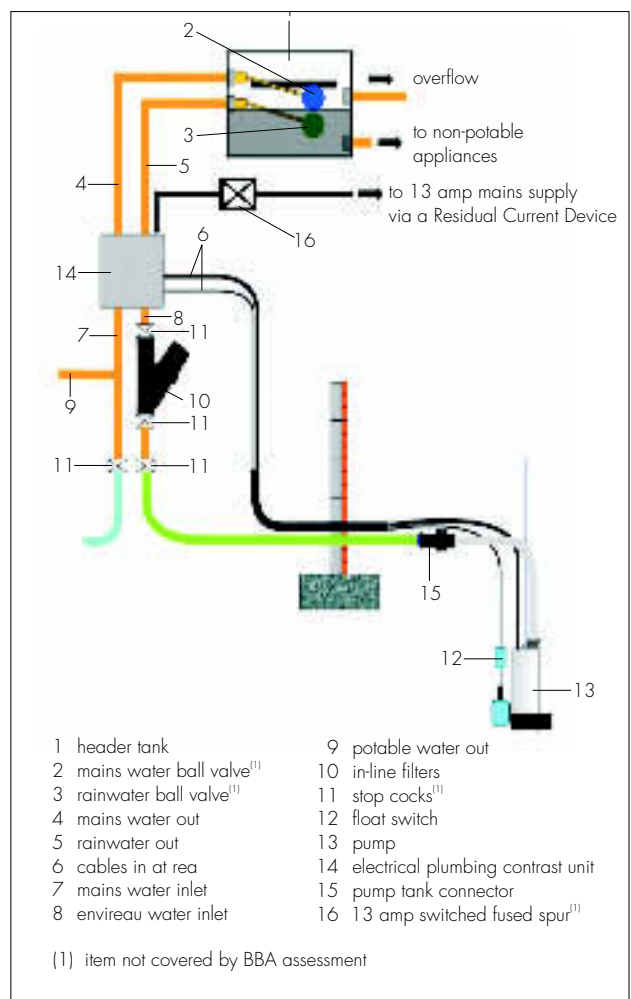 2
overflow
3
to non-potable
appliances
5
4
to 13 amp mains supply
via a Residual Current Device
16
6
14
8
7
11
10
9
11
11
11
15
12
13
1 header tank
2 mains water ball valve(1)
3 rainwater ball valve(1)
4 mains water out
5 rainwater out
6 cables in at rea
7 mains water inlet
8 envireau water inlet
9 potable water out
10 in-line filters
11 stop cocks(1)
12 float switch
13 pump
14 electrical plumbing contrast unit
15 pump tank connector
16 13 amp switched fused spur(1)
(1) item not covered by BBA assessment